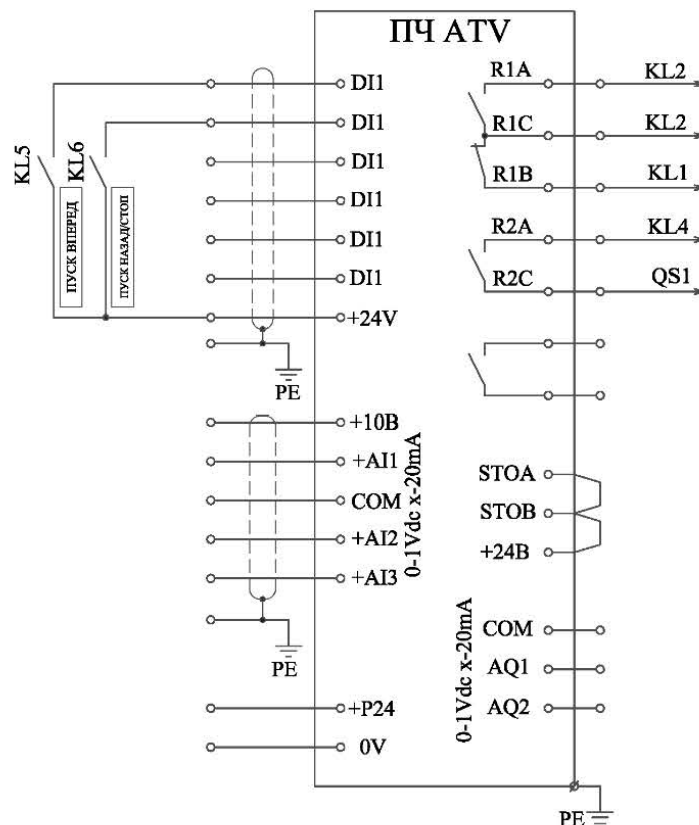 ПЧ ATV
DI1
DI1
DI1
DI1
DI1
DI1
+24V
KL5
ПУСК ВПЕРЕД
KL6
ПУСК НАЗАД/СТОП
PE
+10В
+AI1
COM
+AI2
+AI3
0-1Vdc x-20mA
PE
+P24
0V
R1A
KL2
R1C
KL2
R1B
KL1
R2A
KL4
R2C
QS1
STOA
STOB
+24В
COM
AQ1
AQ2
0-1Vdc x-20mA
PE